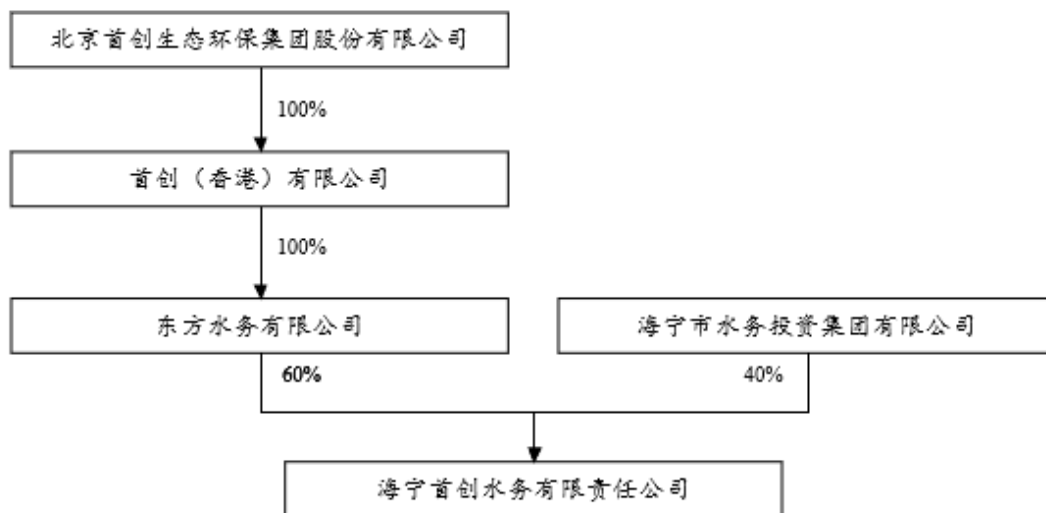 北京首创生态环保集团股份有限公司
100%
首创（香港）有限公司
100%
东方水务有限公司
海宁市水务投资集团有限公司
60%
40%
海宁首创水务有限责任公司